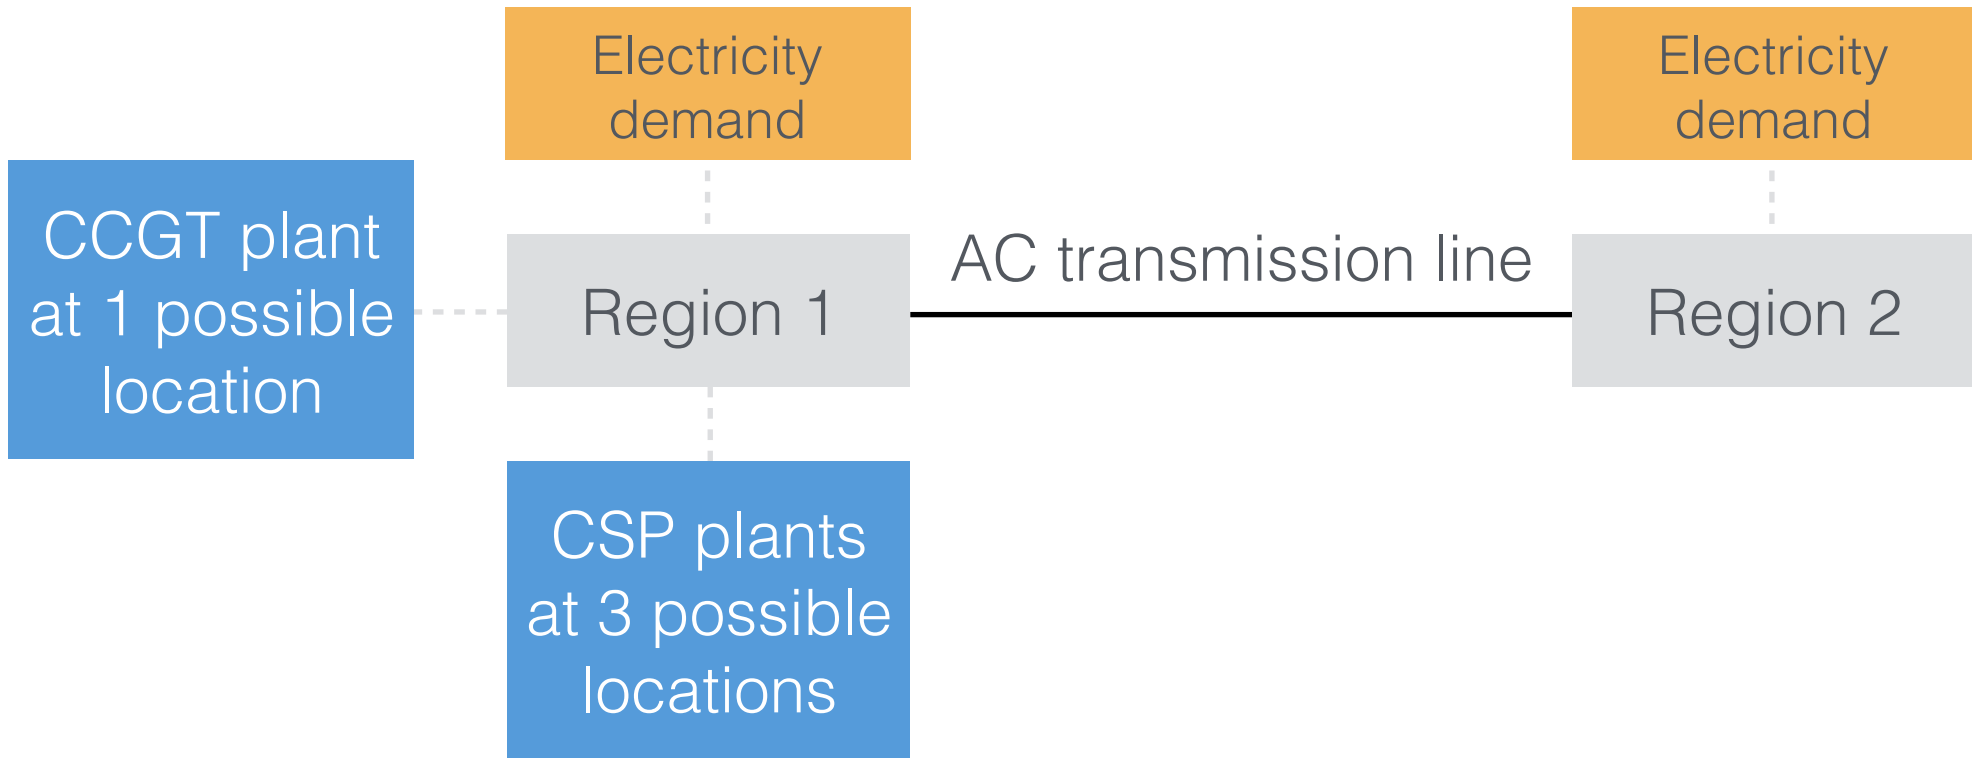 Electricity
demand
Electricity
demand
CCGT plant
at 1 possible
location
Region 1
AC transmission line
Region 2
CSP plants
at 3 possible
locations